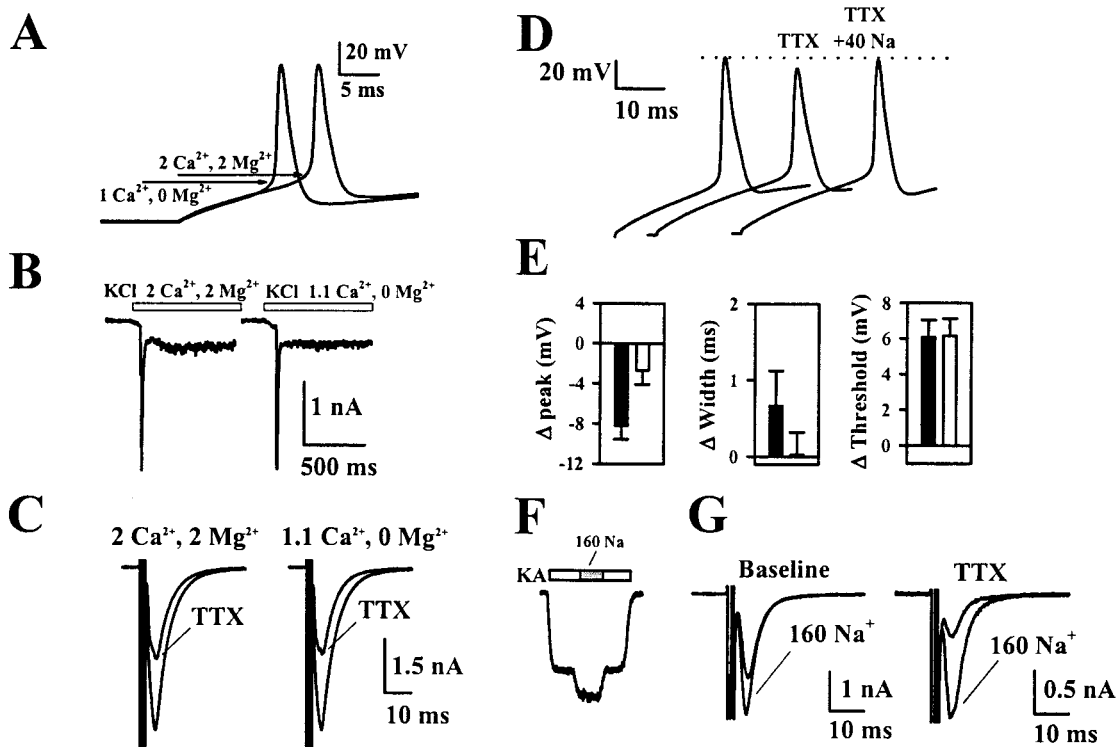 A
20 mV
5 ms
2 Ca²⁺, 2 Mg²⁺
1 Ca²⁺, 0 Mg²⁺
B
KCl 2 Ca²⁺, 2 Mg²⁺
KCl 1.1 Ca²⁺, 0 Mg²⁺
1 nA
500 ms
C
2 Ca²⁺, 2 Mg²⁺
1.1 Ca²⁺, 0 Mg²⁺
TTX
TTX
1.5 nA
10 ms
D
TTX
TTX +40 Na
20 mV
10 ms
E
Δ peak (mV)
4
0
-4
-8
-12
Δ Width (ms)
2
1
0
Δ Threshold (mV)
8
6
4
2
0
F
160 Na
KA
G
Baseline
160 Na⁺
1 nA
10 ms
TTX
160 Na⁺
0.5 nA
10 ms